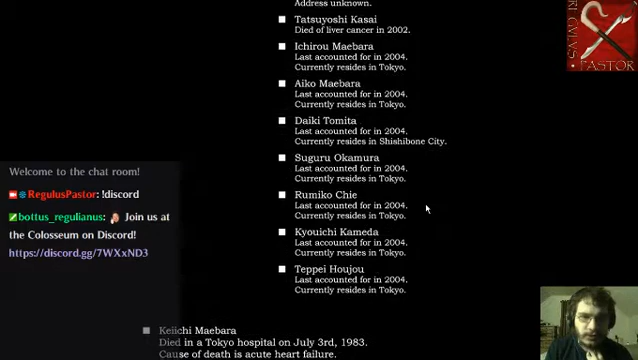 Address unknown.
Tatsuyoshi Kasai
Died of liver cancer in 2002.
Ichirou Maebara
Last accounted for in 2004.
Currently resides in Tokyo.
Aiko Maebara
Last accounted for in 2004.
Currently resides in Tokyo.
Daiki Tomita
Last accounted for in 2004.
Currently resides in Shishibone City.
Suguru Okamura
Last accounted for in 2004.
Currently resides in Tokyo.
Rumiko Chie
Last accounted for in 2004.
Currently resides in Tokyo.
Kyouichi Kameda
Last accounted for in 2004.
Currently resides in Tokyo.
Teppei Houjou
Last accounted for in 2004.
Currently resides in Tokyo.
Keiichi Maebara
Died in a Tokyo hospital on July 3rd, 1983.
Cause of death is acute heart failure.
Welcome to the chat room!
RegulusPastor: !discord
bottus_regulianus: Join us at
the Colosseum on Discord!
https://discord.gg/7WXxND3
PASTOR